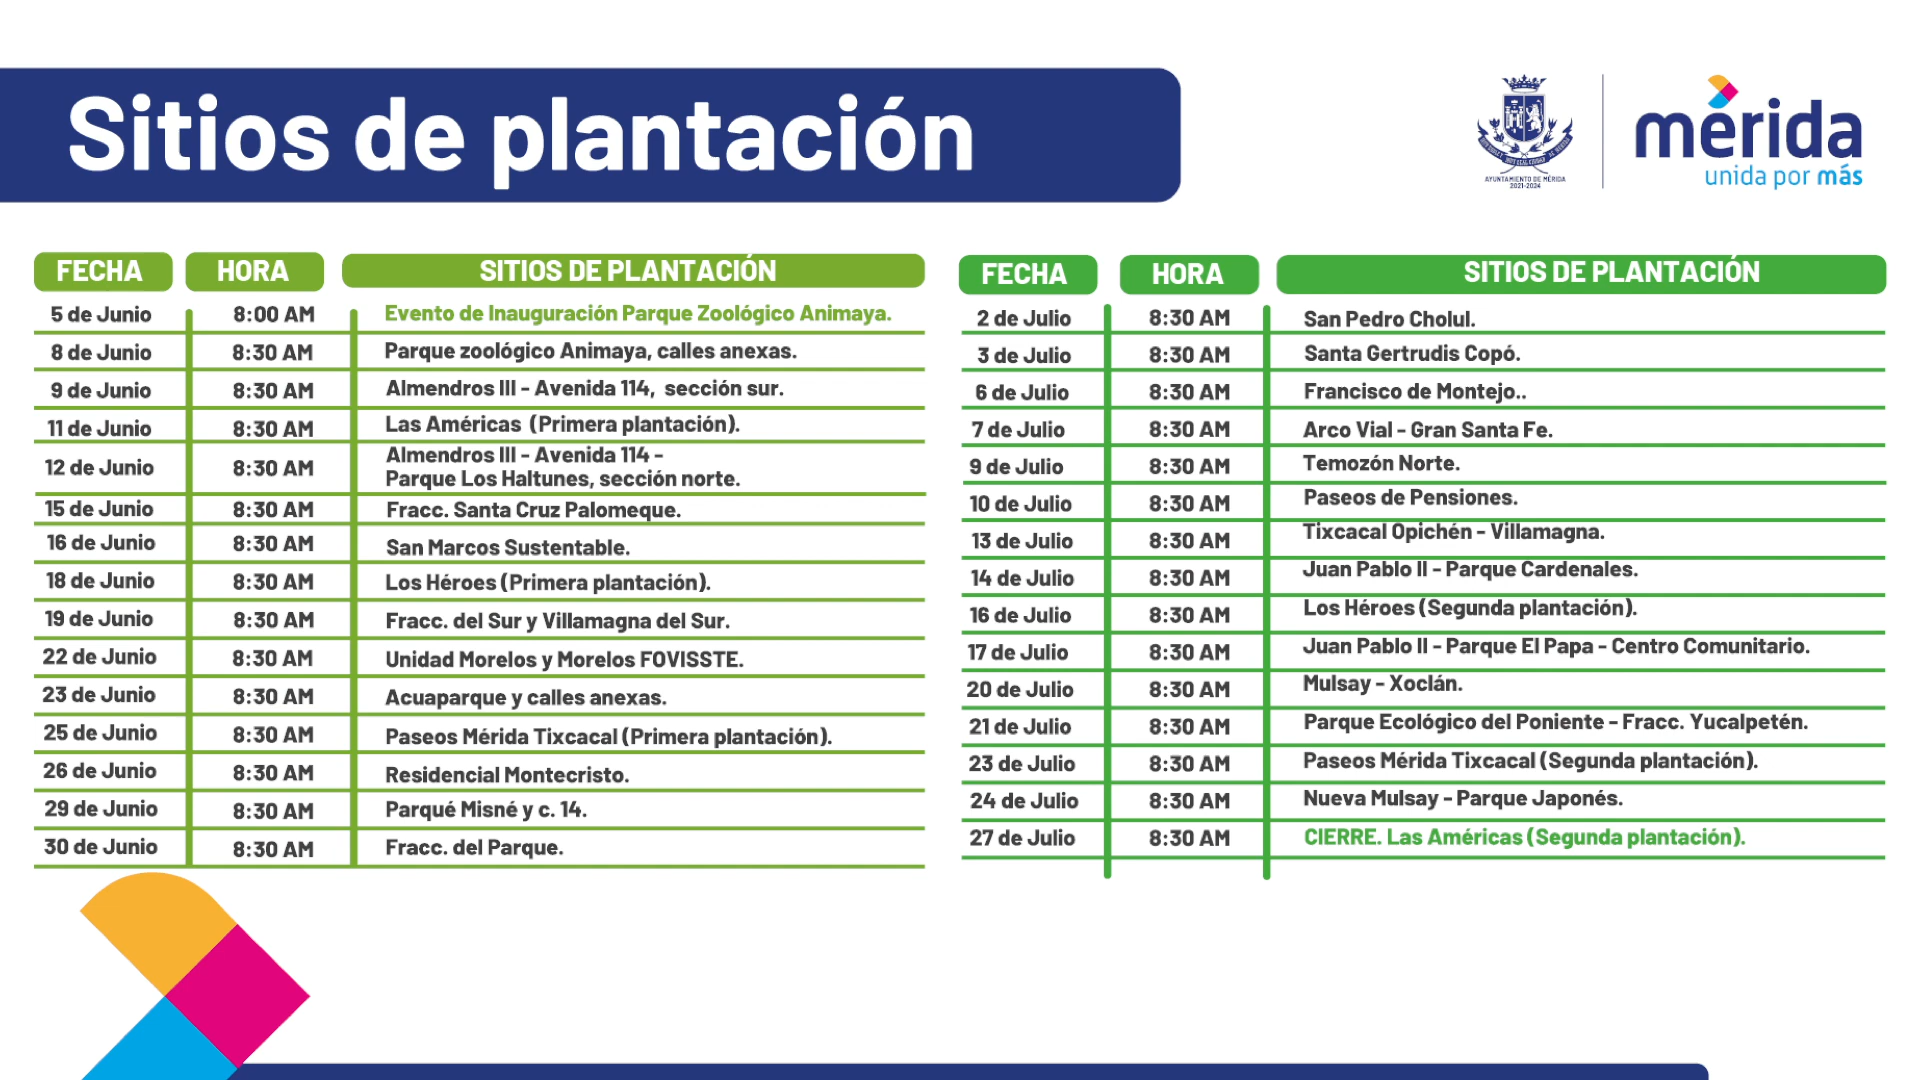 Sitios de plantación
AYUNTAMIENTO DE MÉRIDA
2021-2024
mérida
unida por más
FECHA HORA SITIOS DE PLANTACIÓN
5 de Junio 8:00 AM Evento de Inauguración Parque Zoológico Animaya.
8 de Junio 8:30 AM Parque zoológico Animaya, calles anexas.
9 de Junio 8:30 AM Almendros III - Avenida 114, sección sur.
11 de Junio 8:30 AM Las Américas (Primera plantación).
12 de Junio 8:30 AM Almendros III - Avenida 114 -
Parque Los Haltunes, sección norte.
15 de Junio 8:30 AM Fracc. Santa Cruz Palomeque.
16 de Junio 8:30 AM San Marcos Sustentable.
18 de Junio 8:30 AM Los Héroes (Primera plantación).
19 de Junio 8:30 AM Fracc. del Sur y Villamagna del Sur.
22 de Junio 8:30 AM Unidad Morelos y Morelos FOVISSTE.
23 de Junio 8:30 AM Acuaparque y calles anexas.
25 de Junio 8:30 AM Paseos Mérida Tixcacal (Primera plantación).
26 de Junio 8:30 AM Residencial Montecristo.
29 de Junio 8:30 AM Parqué Misné y c. 14.
30 de Junio 8:30 AM Fracc. del Parque.
FECHA HORA SITIOS DE PLANTACIÓN
2 de Julio 8:30 AM San Pedro Cholul.
3 de Julio 8:30 AM Santa Gertrudis Copó.
6 de Julio 8:30 AM Francisco de Montejo..
7 de Julio 8:30 AM Arco Vial - Gran Santa Fe.
9 de Julio 8:30 AM Temozón Norte.
10 de Julio 8:30 AM Paseos de Pensiones.
13 de Julio 8:30 AM Tixcacal Opichén - Villamagna.
14 de Julio 8:30 AM Juan Pablo II - Parque Cardenales.
16 de Julio 8:30 AM Los Héroes (Segunda plantación).
17 de Julio 8:30 AM Juan Pablo II - Parque El Papa - Centro Comunitario.
20 de Julio 8:30 AM Mulsay - Xoclán.
21 de Julio 8:30 AM Parque Ecológico del Poniente - Fracc. Yucalpetén.
23 de Julio 8:30 AM Paseos Mérida Tixcacal (Segunda plantación).
24 de Julio 8:30 AM Nueva Mulsay - Parque Japonés.
27 de Julio 8:30 AM CIERRE. Las Américas (Segunda plantación).